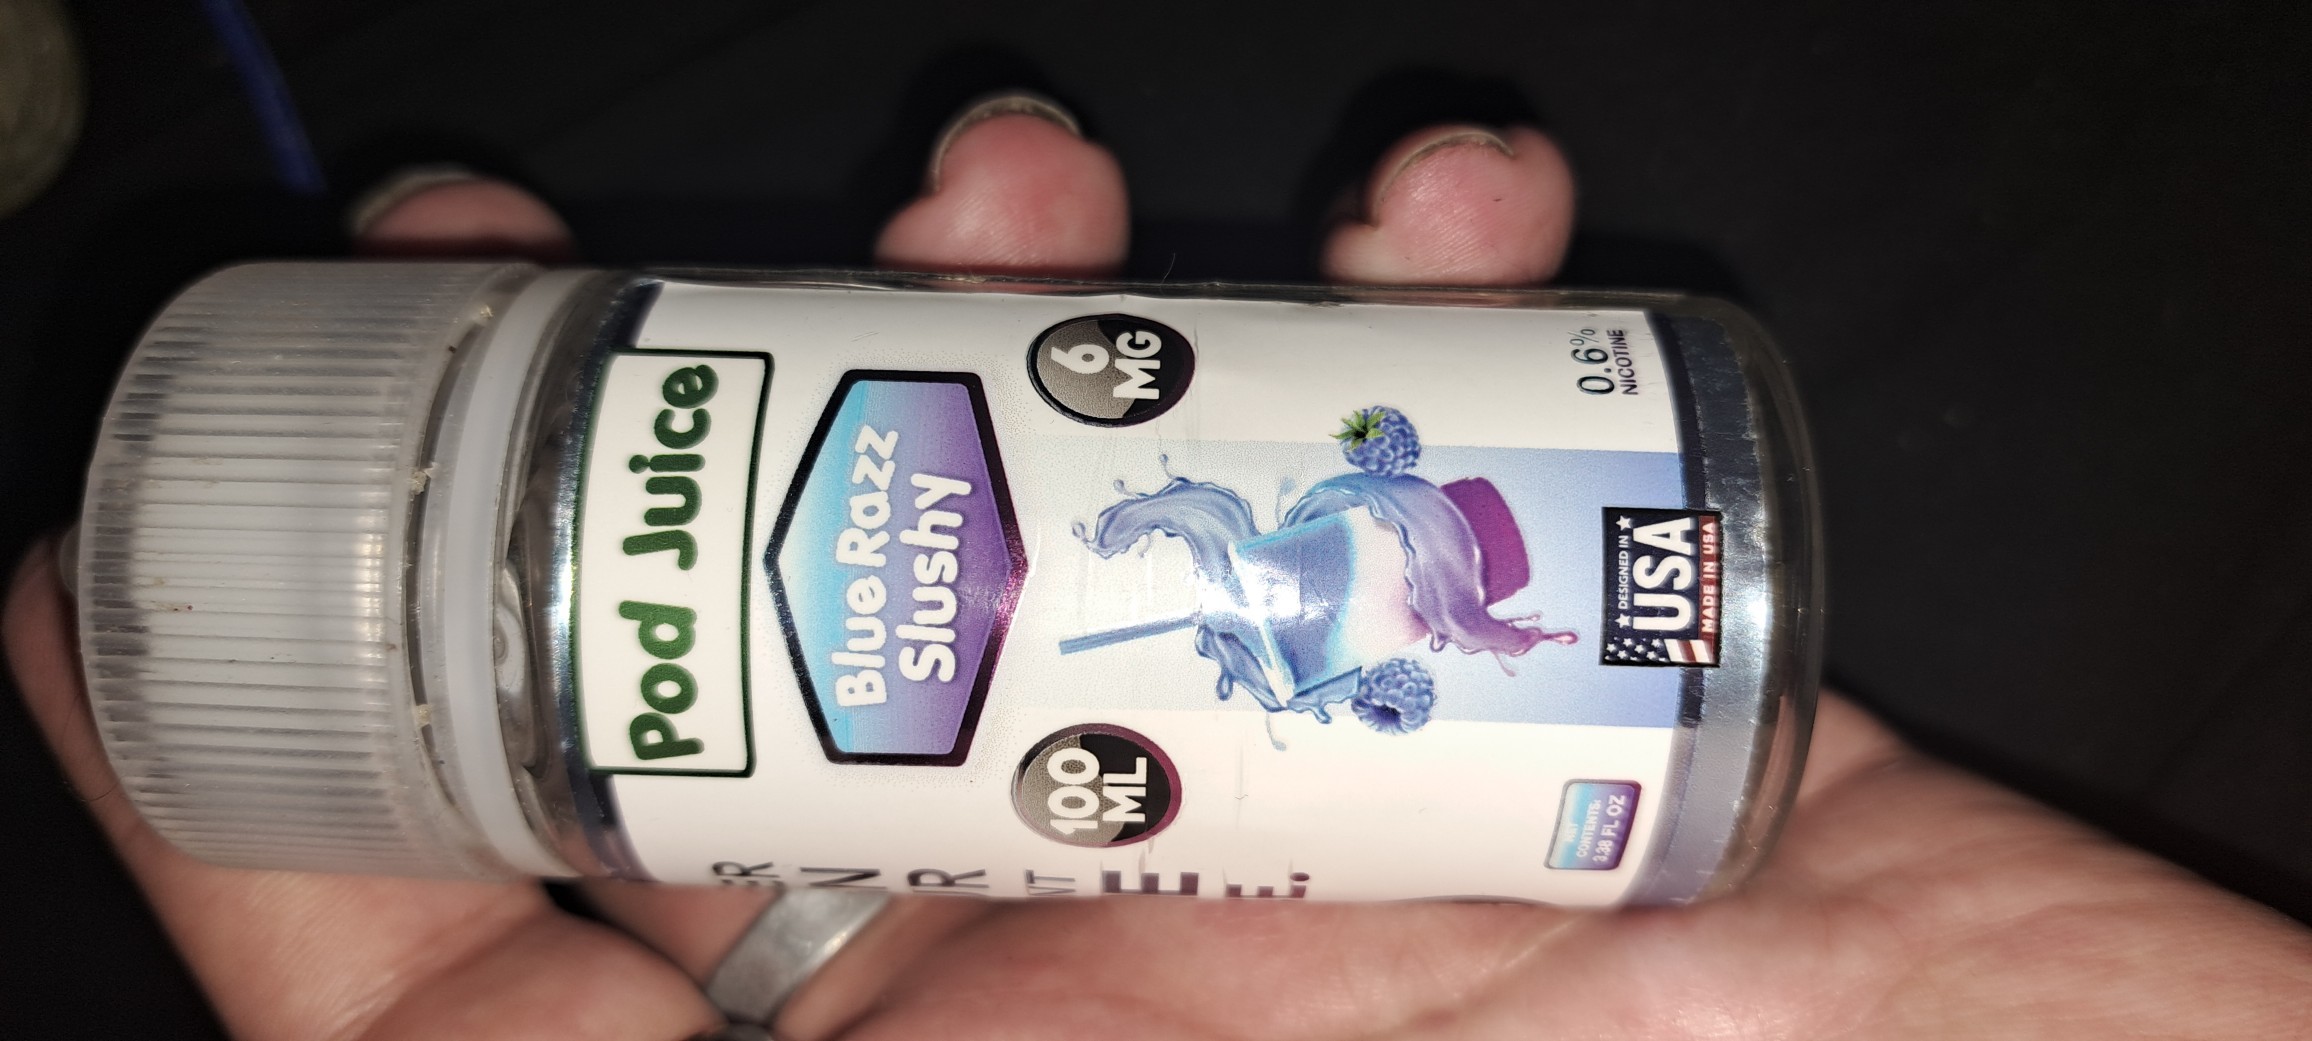 Pod Juice
Blue Razz
Slushy
100
ML
6
MG
★ DESIGNED IN ★
USA
MADE IN USA
NET
CONTENTS:
3.38 FL OZ
0.6%
NICOTINE